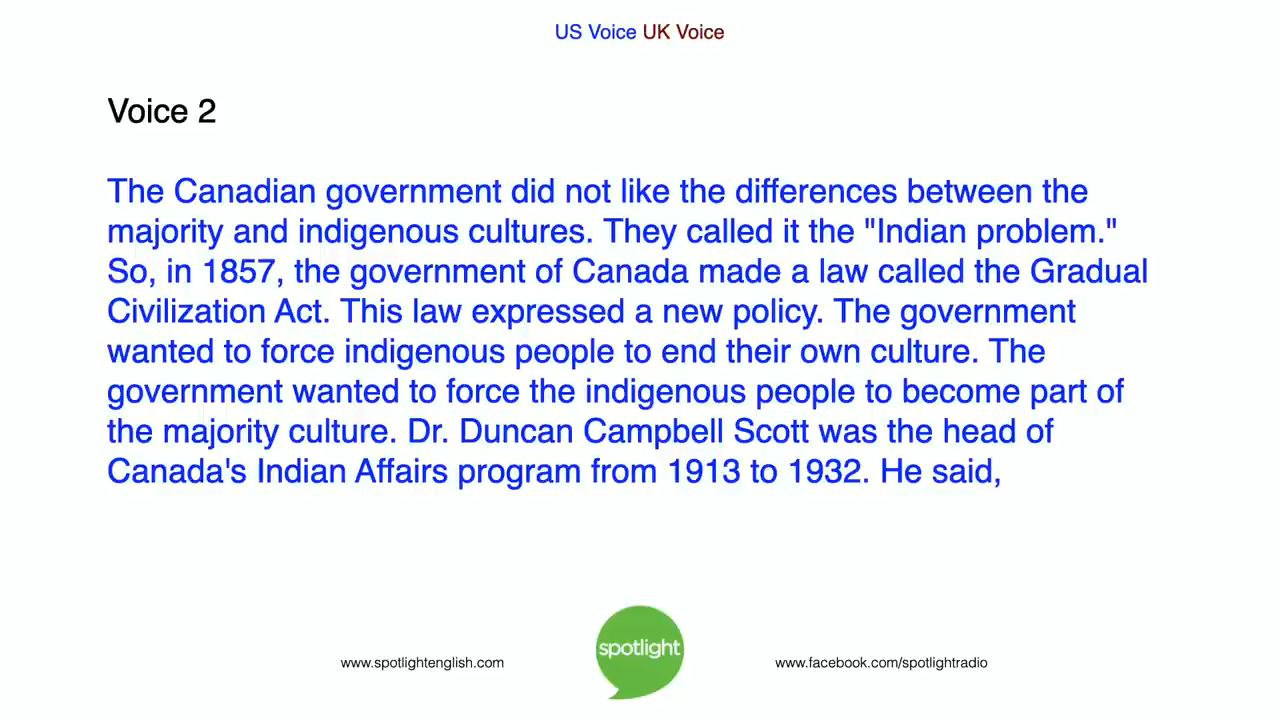 US Voice UK Voice
Voice 2
The Canadian government did not like the differences between the
majority and indigenous cultures. They called it the "Indian problem."
So, in 1857, the government of Canada made a law called the Gradual
Civilization Act. This law expressed a new policy. The government
wanted to force indigenous people to end their own culture. The
government wanted to force the indigenous people to become part of
the majority culture. Dr. Duncan Campbell Scott was the head of
Canada's Indian Affairs program from 1913 to 1932. He said,
spotlight
www.spotlightenglish.com
www.facebook.com/spotlightradio